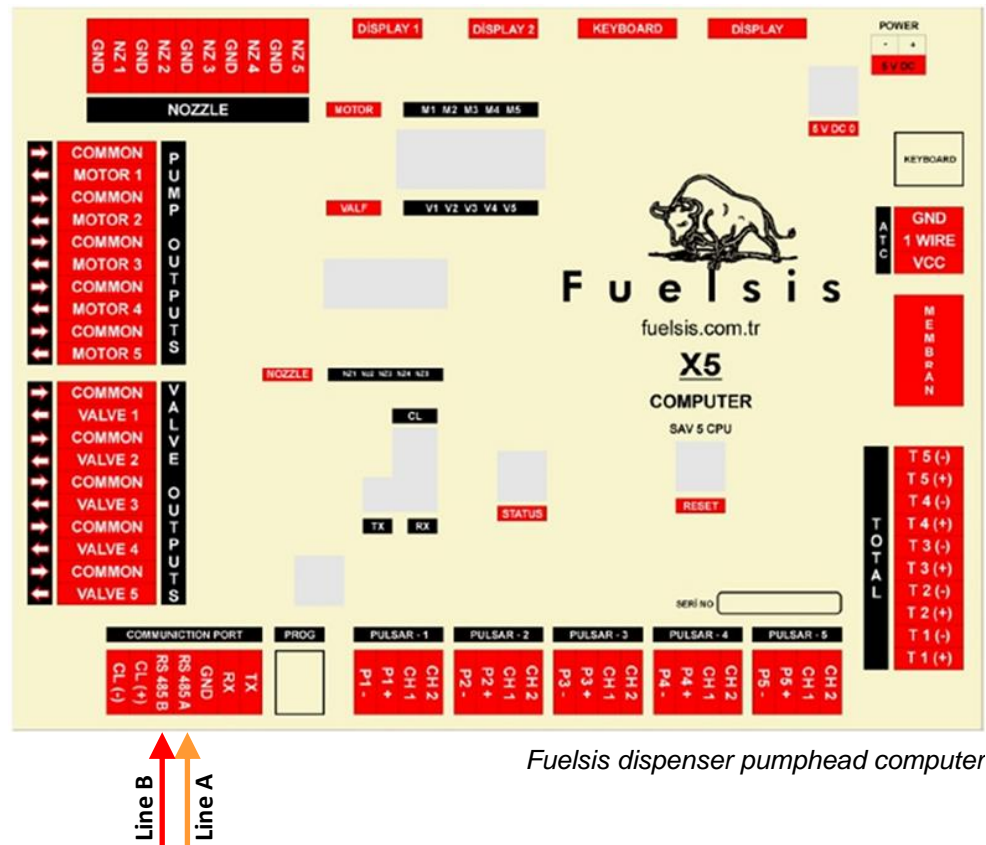 DİSPLAY 1
DİSPLAY 2
KEYBOARD
DİSPLAY
POWER
- +
5 V DC
GND
NZ 1
GND
NZ 2
GND
NZ 3
GND
NZ 4
GND
NZ 5
NOZZLE
MOTOR
M1 M2 M3 M4 M5
5 V DC 0
KEYBOARD
COMMON
MOTOR 1
COMMON
MOTOR 2
COMMON
MOTOR 3
COMMON
MOTOR 4
COMMON
MOTOR 5
PUMP OUTPUTS
VALF
V1 V2 V3 V4 V5
ATC
GND
1 WIRE
VCC
Fuelsis
fuelsis.com.tr
X5
COMPUTER
SAV 5 CPU
MEMBRAN
NOZZLE
NZ1 NZ2 NZ3 NZ4 NZ5
COMMON
VALVE 1
COMMON
VALVE 2
COMMON
VALVE 3
COMMON
VALVE 4
COMMON
VALVE 5
VALVE OUTPUTS
CL
TX
RX
STATUS
RESET
TOTAL
T 5 (-)
T 5 (+)
T 4 (-)
T 4 (+)
T 3 (-)
T 3 (+)
T 2 (-)
T 2 (+)
T 1 (-)
T 1 (+)
SERİ NO
COMMUNICTION PORT
CL (-)
CL (+)
RS 485B
RS 485A
GND
RX
TX
PROG
PULSAR - 1
P1 -
P1 +
CH 1
CH 2
PULSAR - 2
P2 -
P2 +
CH 1
CH 2
PULSAR - 3
P3 -
P3 +
CH 1
CH 2
PULSAR - 4
P4 -
P4 +
CH 1
CH 2
PULSAR - 5
P5 -
P5 +
CH 1
CH 2
Line B
Line A
Fuelsis dispenser pumphead computer